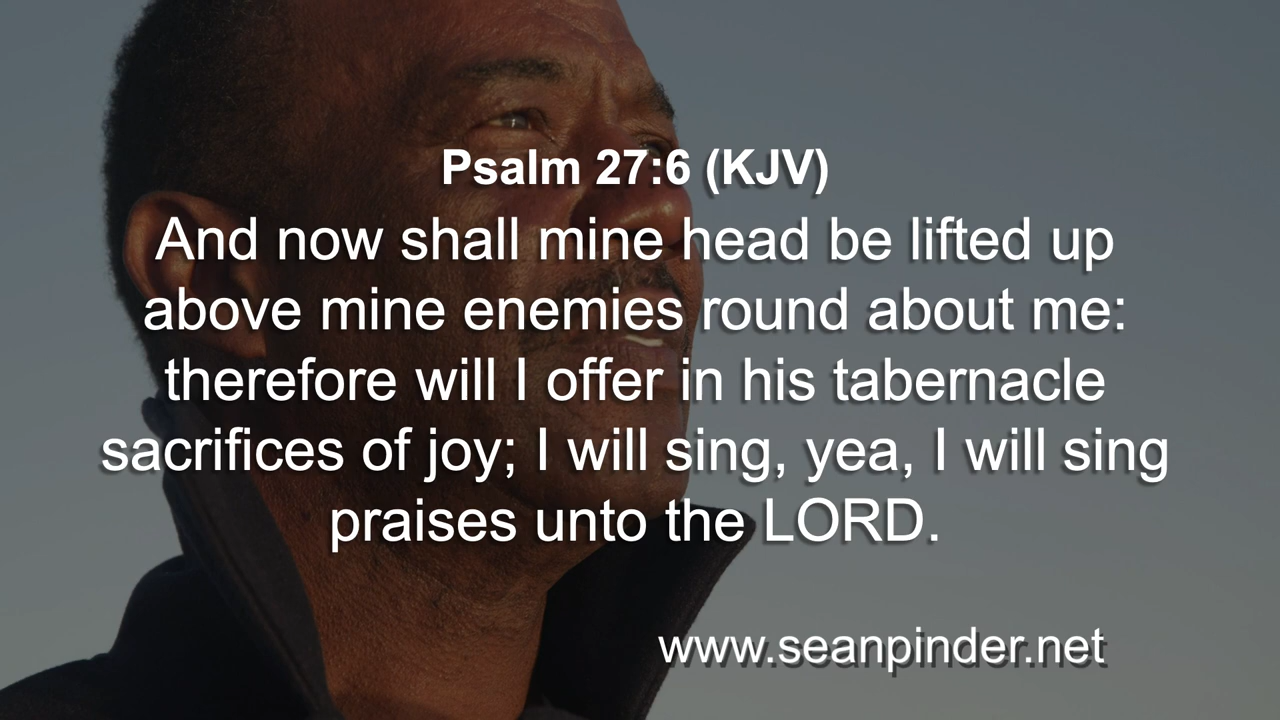 Psalm 27:6 (KJV)
And now shall mine head be lifted up
above mine enemies round about me:
therefore will I offer in his tabernacle
sacrifices of joy; I will sing, yea, I will sing
praises unto the LORD.
www.seanpinder.net